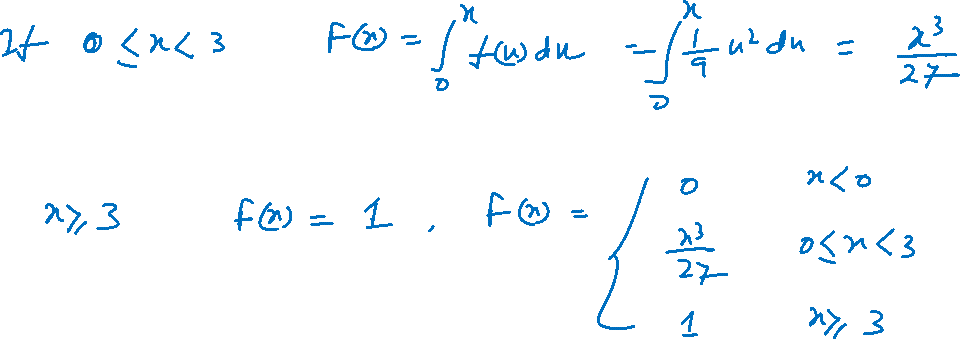 If 0 ≤ x < 3 F(x) = ∫₀ˣ f(u) du = ∫₀ˣ 1/9 u² du = x³/27
x ≥ 3 F(x) = 1 , F(x) = { 0 x < 0
x³/27 0 ≤ x < 3
1 x ≥ 3